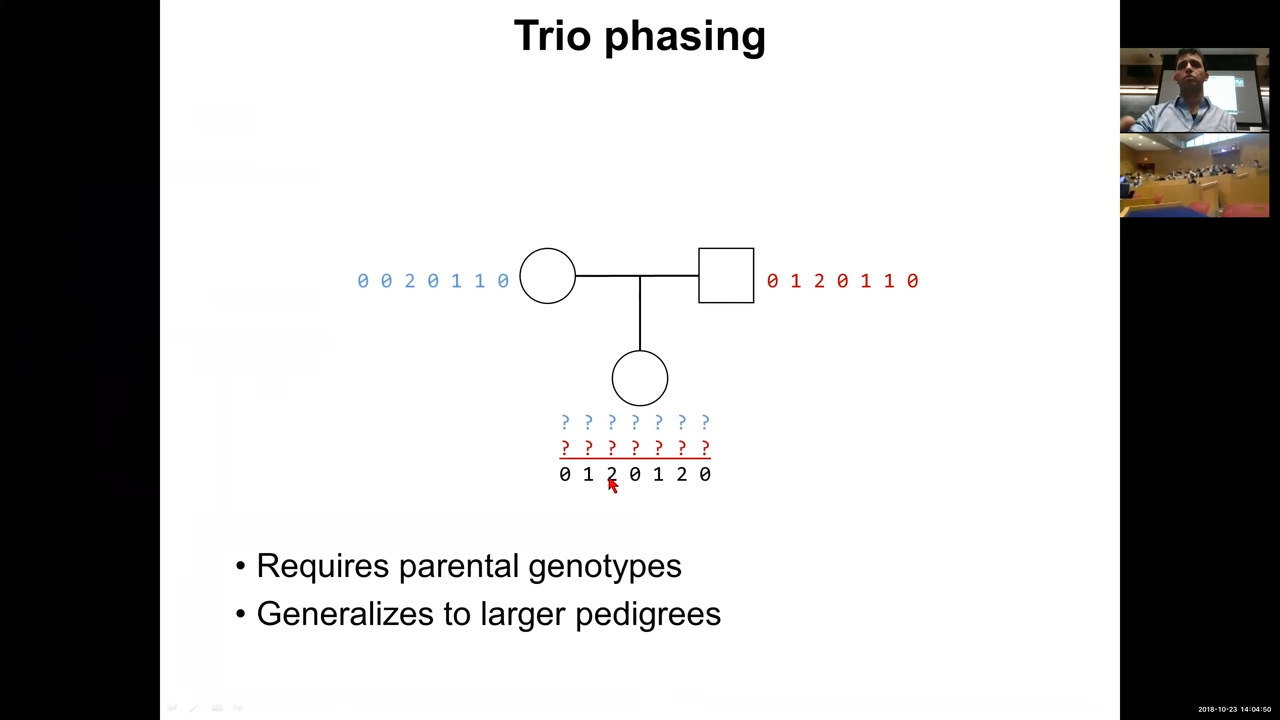 Trio phasing
0 0 2 0 1 1 0
0 1 2 0 1 1 0
? ? ? ? ? ? ?
? ? ? ? ? ? ?
0 1 2 0 1 2 0
• Requires parental genotypes
• Generalizes to larger pedigrees
2018-10-23 14:04:50